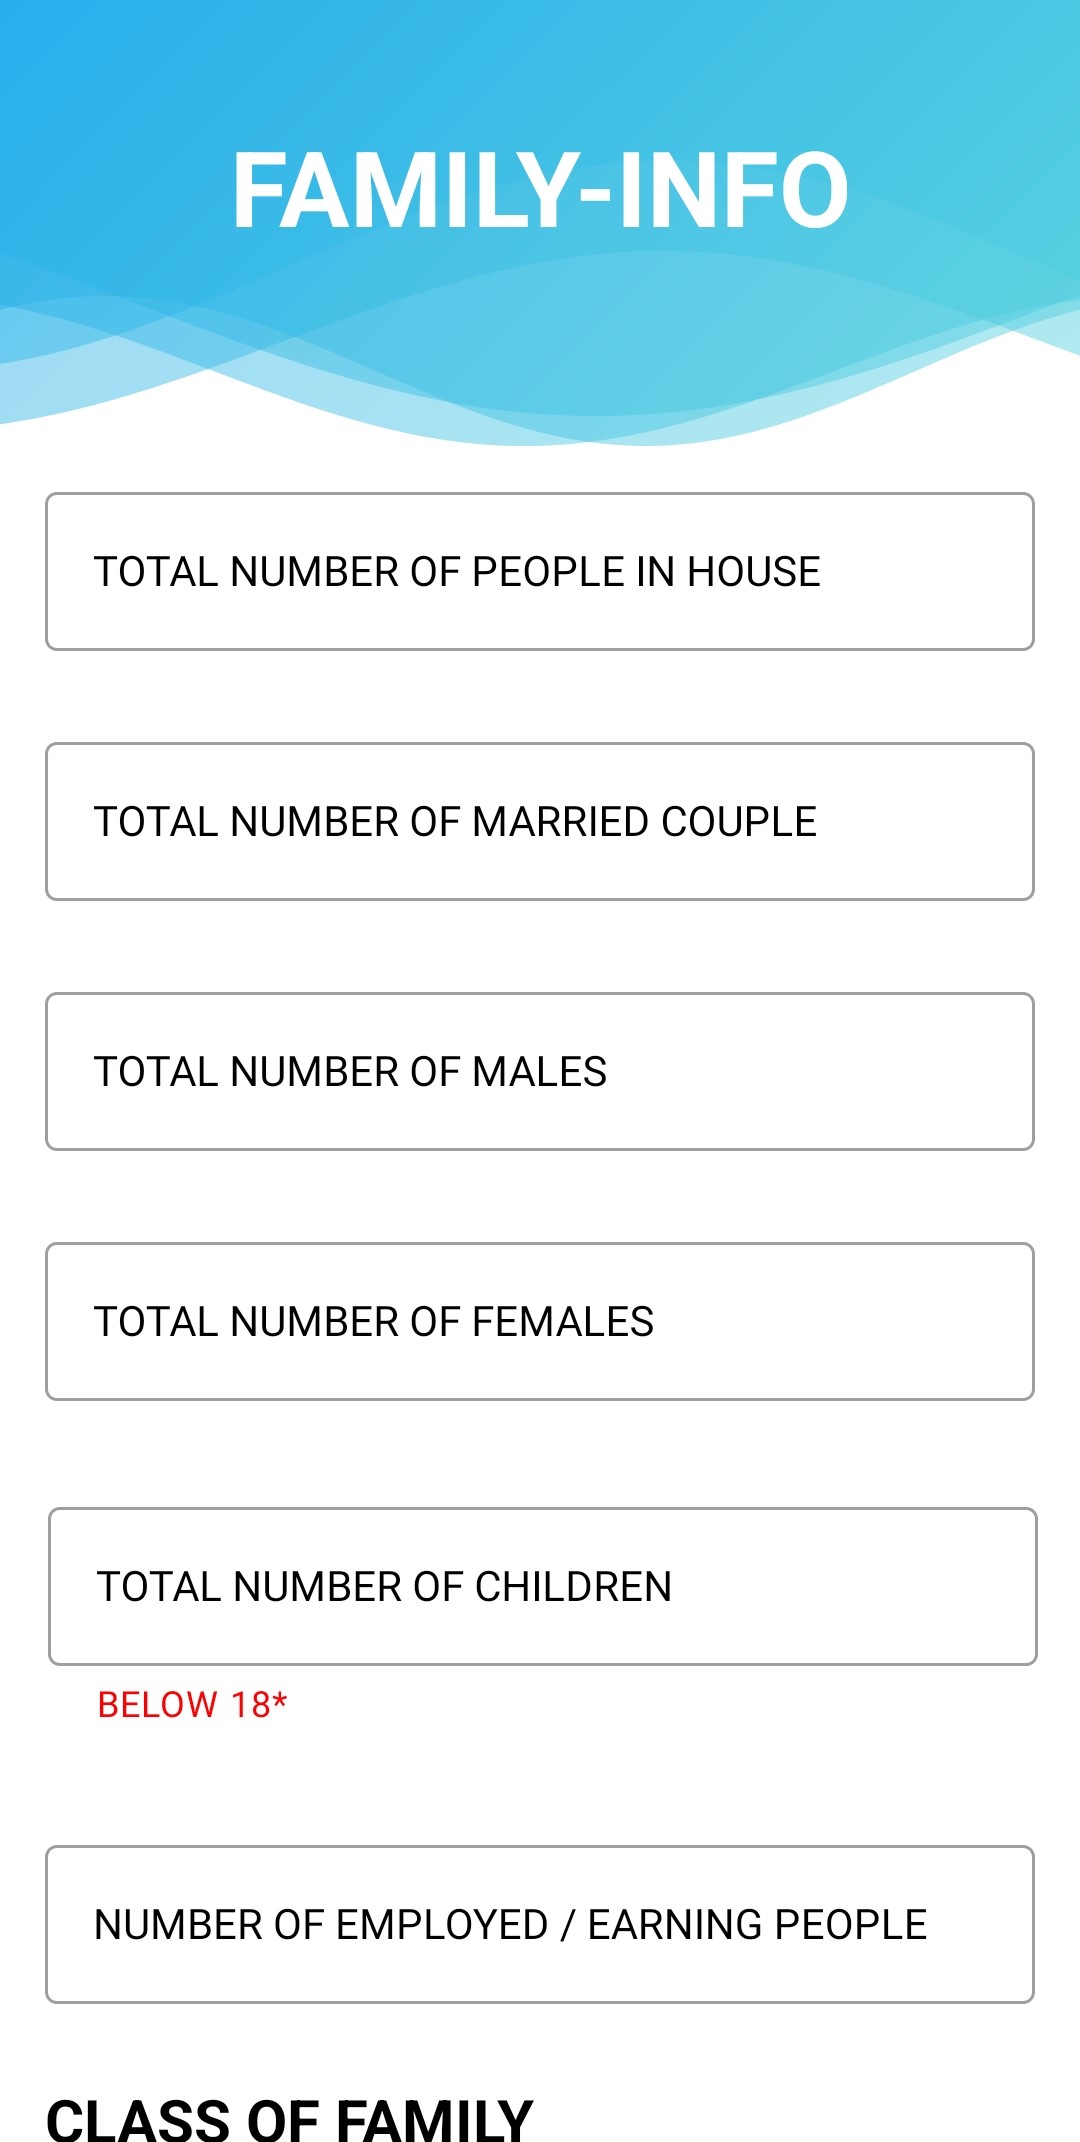 FAMILY-INFO
TOTAL NUMBER OF PEOPLE IN HOUSE
TOTAL NUMBER OF MARRIED COUPLE
TOTAL NUMBER OF MALES
TOTAL NUMBER OF FEMALES
TOTAL NUMBER OF CHILDREN
BELOW 18*
NUMBER OF EMPLOYED / EARNING PEOPLE
CLASS OF FAMILY